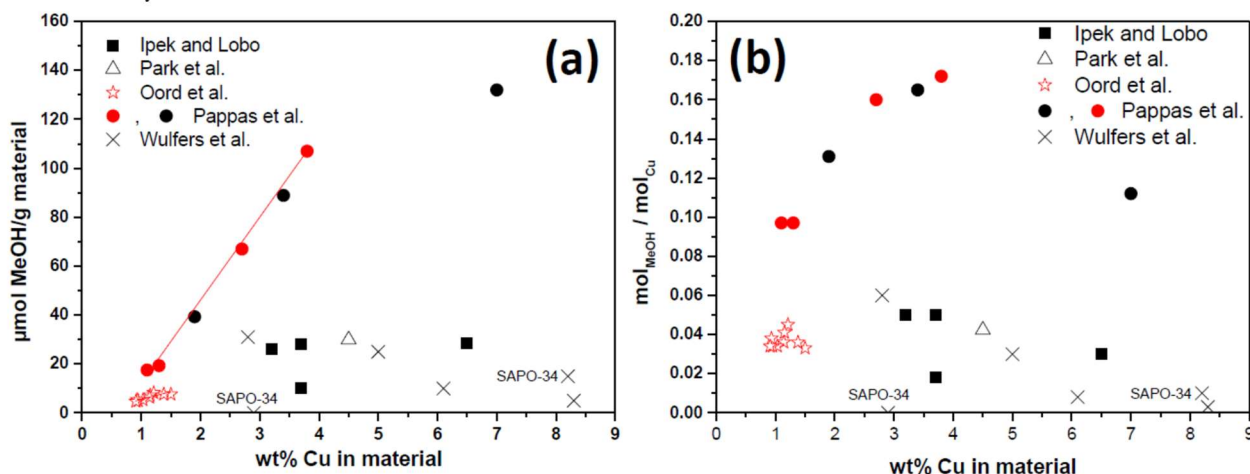 (a)
160
140
120
100
80
60
40
20
0
0 1 2 3 4 5 6 7 8 9
µmol MeOH/g material
wt% Cu in material
Ipek and Lobo
Park et al.
Oord et al.
, Pappas et al.
Wulfers et al.
SAPO-34
SAPO-34
(b)
0.20
0.18
0.16
0.14
0.12
0.10
0.08
0.06
0.04
0.02
0.00
0 1 2 3 4 5 6 7 8 9
molMeOH / molCu
wt% Cu in material
Ipek and Lobo
Park et al.
Oord et al.
, Pappas et al.
Wulfers et al.
SAPO-34
SAPO-34